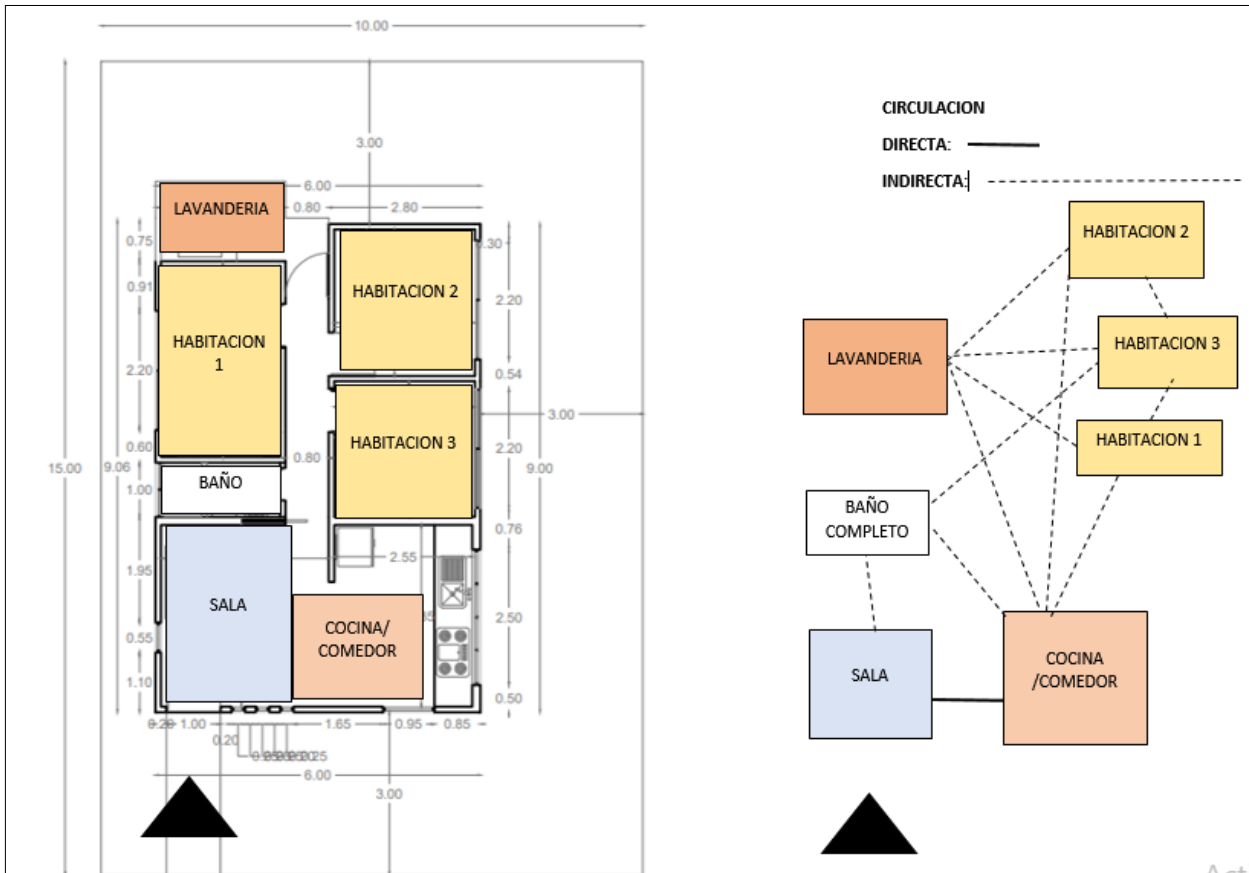 10.00
CIRCULACION
DIRECTA:
INDIRECTA:
3.00
6.00
LAVANDERIA
0.80
2.80
0.75
0.30
0.91
HABITACION 2
2.20
HABITACION
1
2.20
0.54
3.00
HABITACION 3
2.20
15.00
9.06
0.60
0.80
9.00
BAÑO
1.00
0.76
2.55
1.95
SALA
COCINA/
COMEDOR
2.50
0.55
1.10
0.50
0.20
1.00
1.65
0.95
0.85
0.20
6.00
3.00
HABITACION 2
LAVANDERIA
HABITACION 3
HABITACION 1
BAÑO
COMPLETO
SALA
COCINA
/COMEDOR